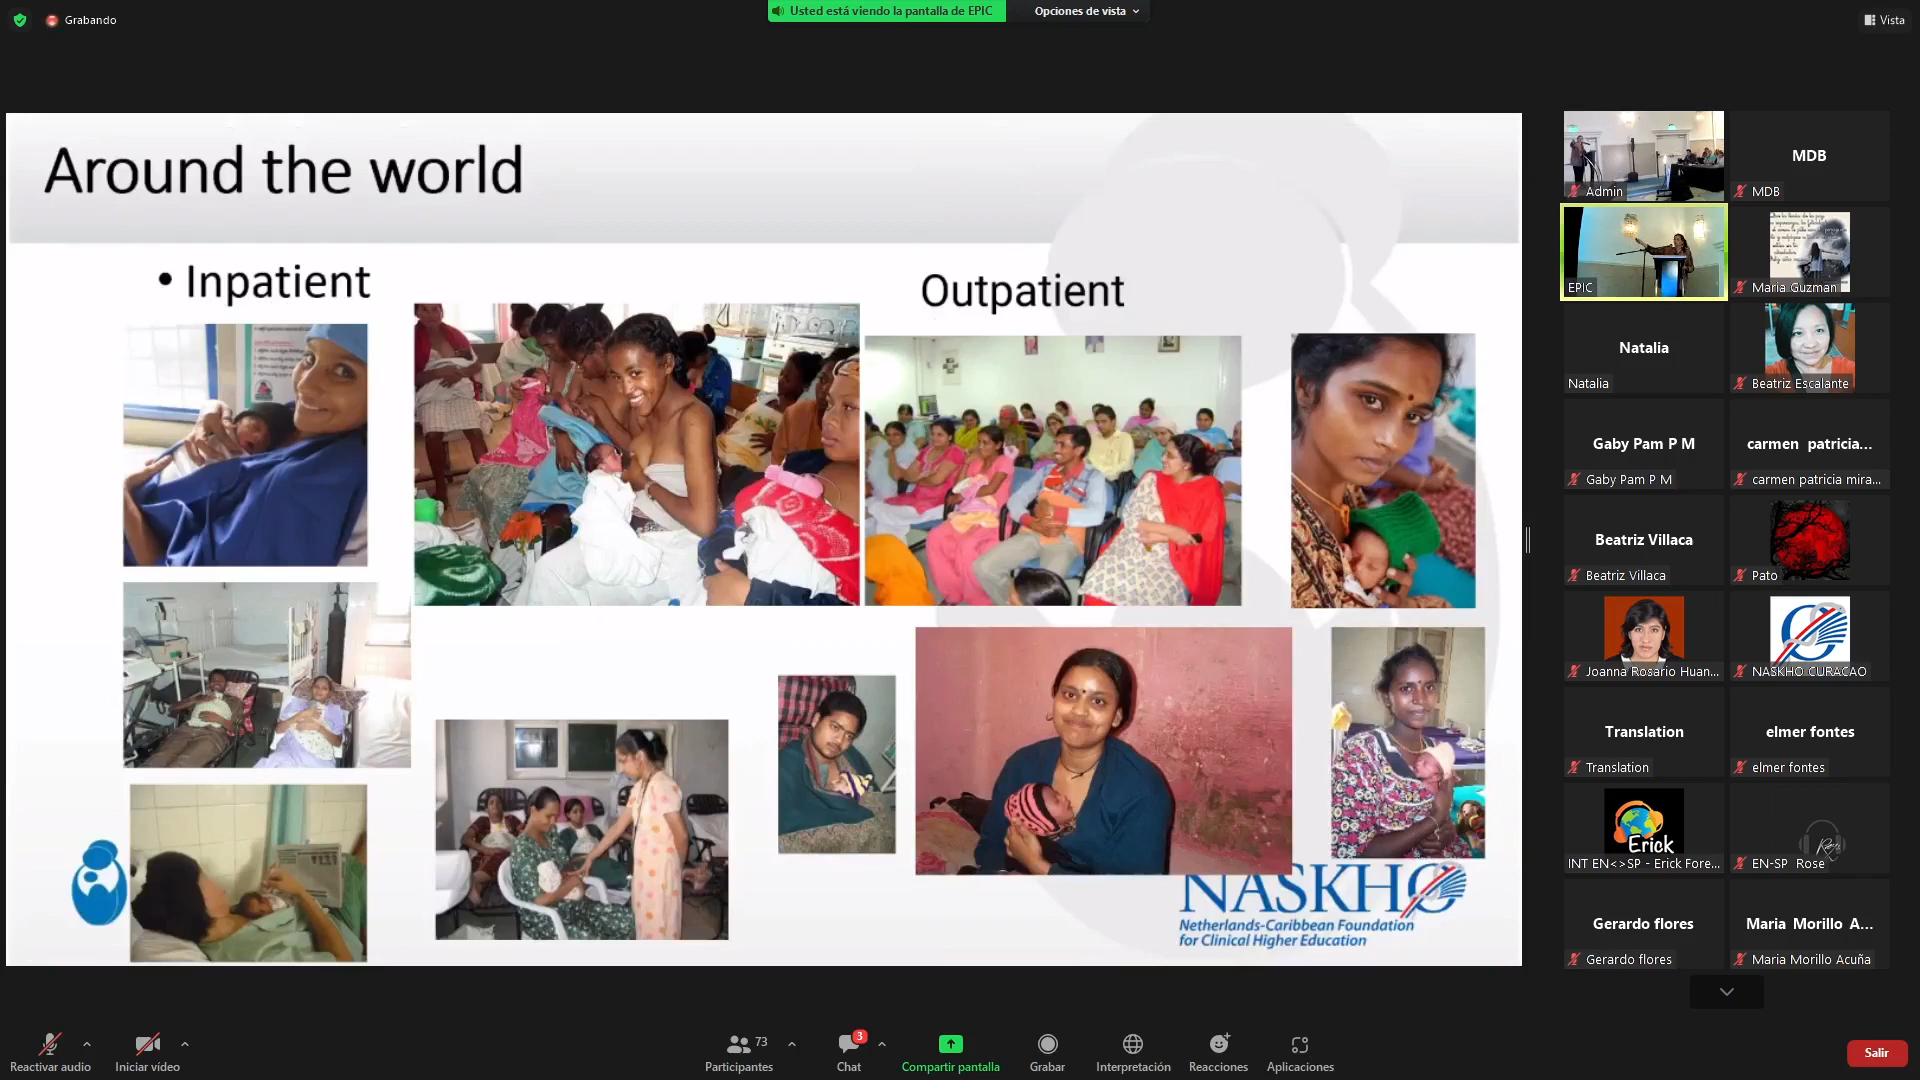 Grabando
Usted está viendo la pantalla de EPIC
Opciones de vista
Vista
Around the world
• Inpatient
Outpatient
NASKHO
Netherlands-Caribbean Foundation
for Clinical Higher Education
Admin
MDB
MDB
EPIC
Maria Guzman
Natalia
Natalia
Beatriz Escalante
Gaby Pam P M
Gaby Pam P M
carmen patricia...
carmen patricia mira...
Beatriz Villaca
Beatriz Villaca
Pato
Joanna Rosario Huan...
NASKHO CURACAO
Translation
Translation
elmer fontes
elmer fontes
Erick
INT EN<>SP - Erick Fore...
EN-SP Rose
Gerardo flores
Gerardo flores
Maria Morillo A...
Maria Morillo Acuña
Reactivar audio
Iniciar vídeo
73
Participantes
3
Chat
Compartir pantalla
Grabar
Interpretación
Reacciones
Aplicaciones
Salir